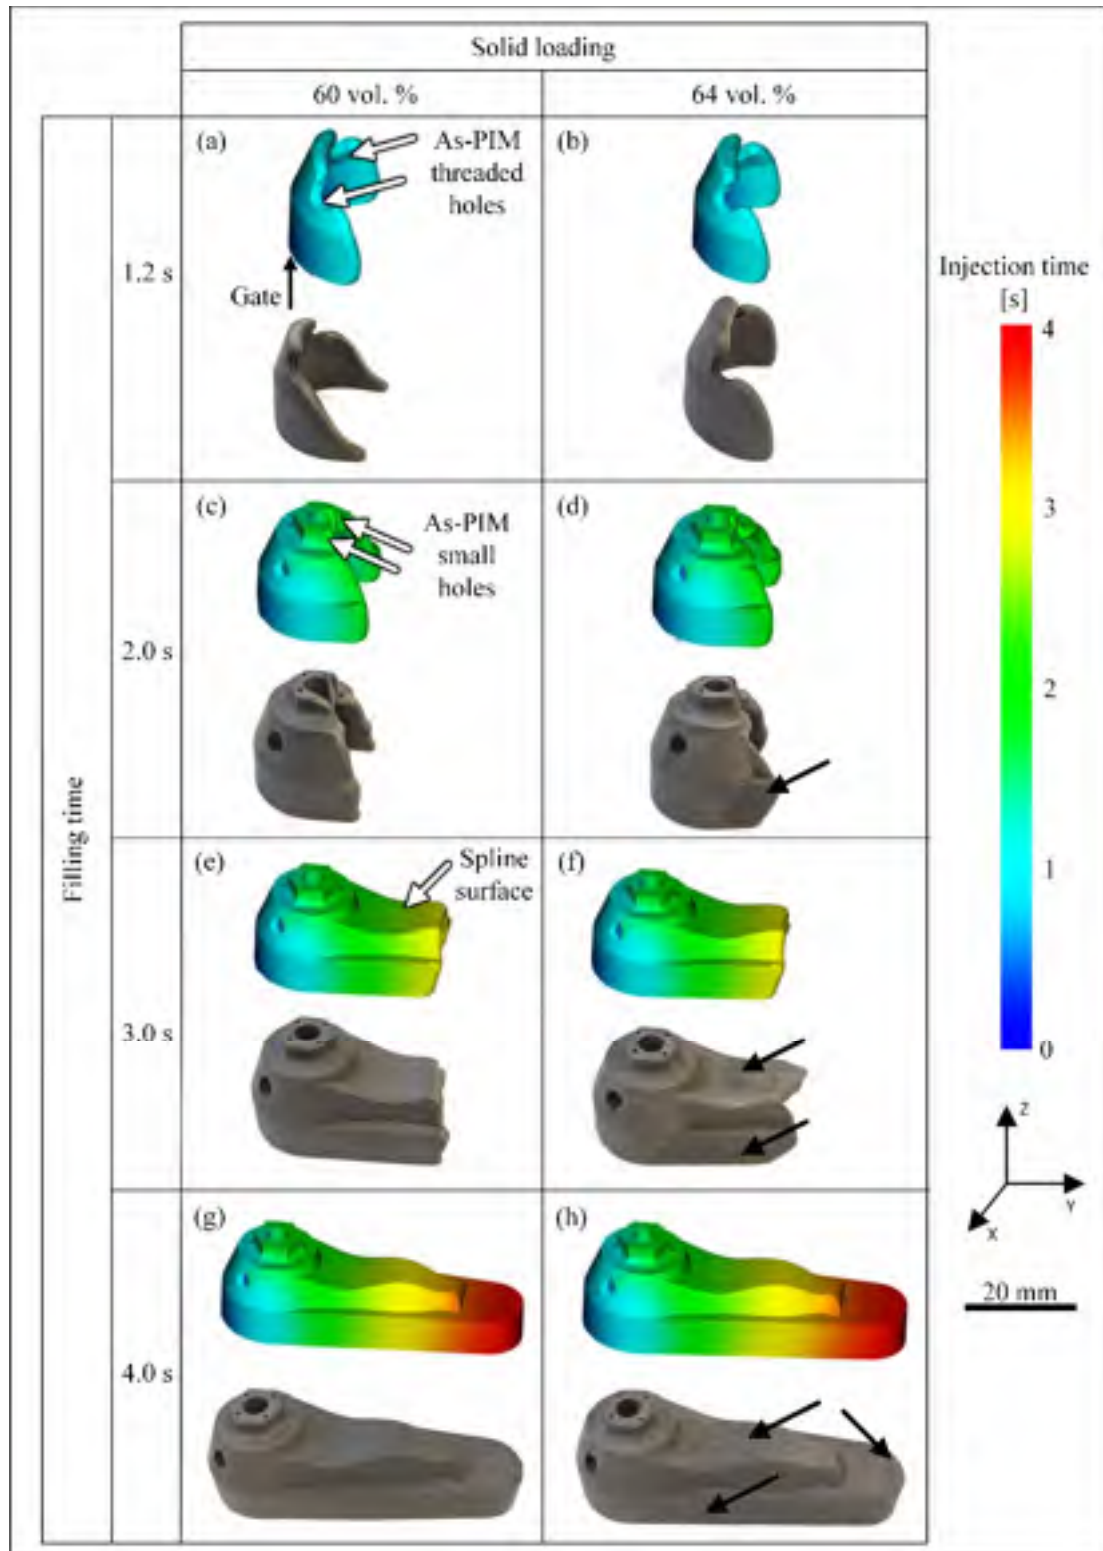 Solid loading
60 vol. %
64 vol. %
(a)
As-PIM
threaded
holes
Gate
(b)
1.2 s
(c)
As-PIM
small
holes
(d)
2.0 s
Filling time
(e)
Spline
surface
(f)
3.0 s
(g)
(h)
4.0 s
Injection time
[s]
4
3
2
1
0
Z
Y
X
20 mm